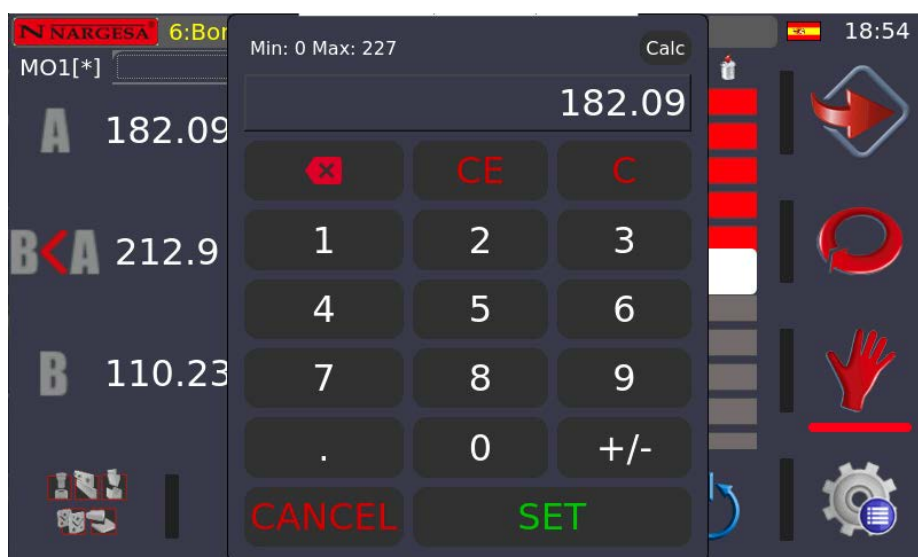 NARGESA 6:Bor
18:54
MO1[*]
Min: 0 Max: 227
Calc
182.09
A 182.09
CE C
1 2 3
B<A 212.9
4 5 6
B 110.23
7 8 9
. 0 +/-
CANCEL SET